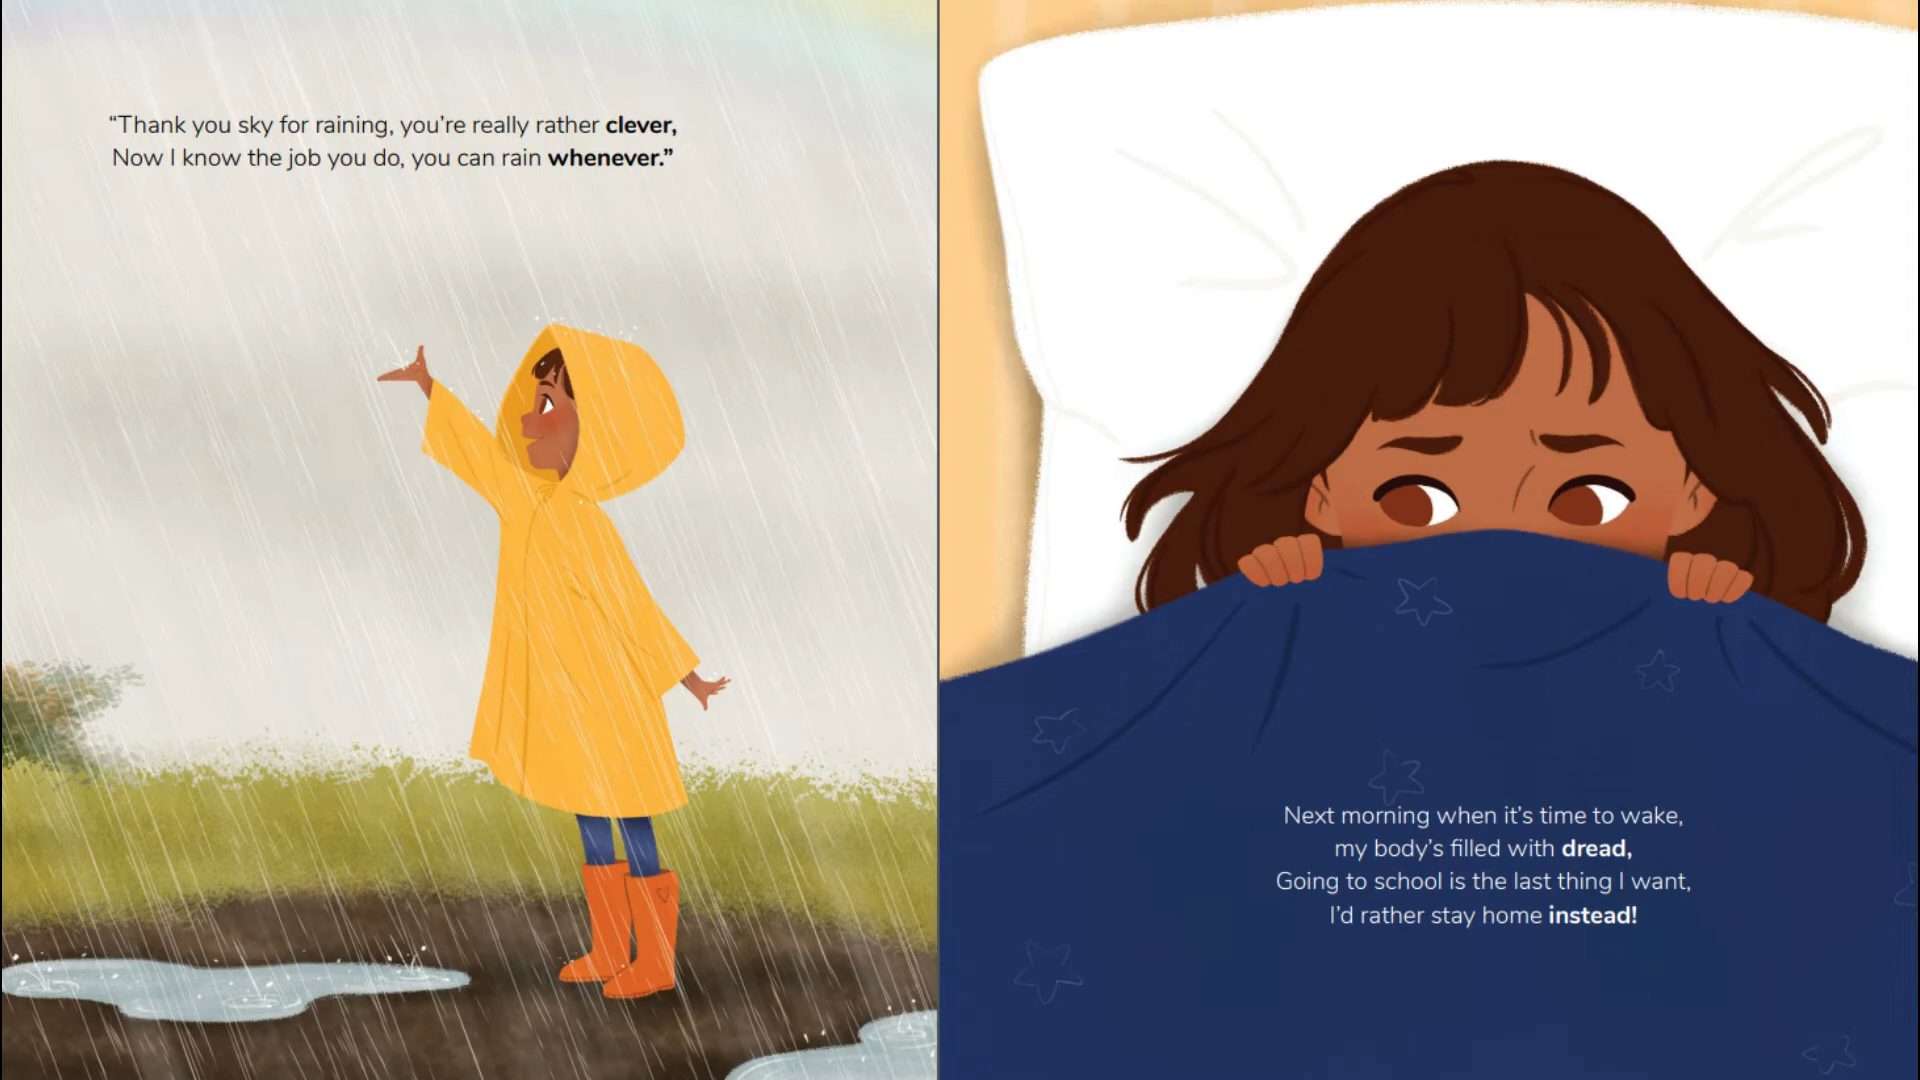 “Thank you sky for raining, you’re really rather clever,
Now I know the job you do, you can rain whenever.”
Next morning when it’s time to wake,
my body’s filled with dread,
Going to school is the last thing I want,
I’d rather stay home instead!